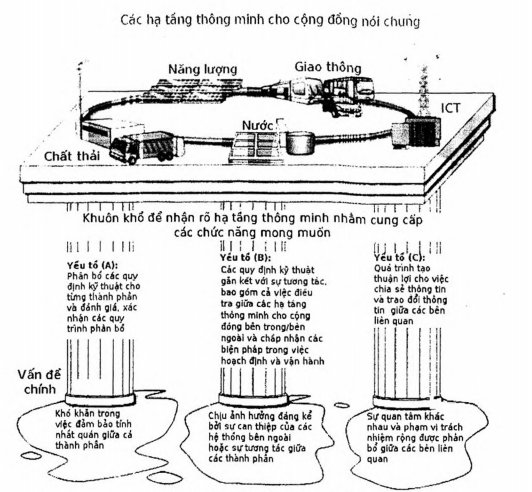 Các hạ tầng thông minh cho cộng đồng nói chung
Năng lượng
Giao thông
ICT
Nước
Chất thải
Khuôn khổ để nhận rõ hạ tầng thông minh nhằm cung cấp
các chức năng mong muốn
Yếu tố (A):
Phân bổ các quy
định kỹ thuật cho
từng thành phần
và đánh giá, xác
nhận các quy
trình phân bổ
Yếu tố (B):
Các quy định kỹ thuật
gắn kết với sự tương tác,
bao gồm cả việc điều
tra giữa các hạ tầng
thông minh cho cộng
đồng bên trong/bên
ngoài và chấp nhận các
biện pháp trong việc
hoạch định và vận hành
Yếu tố (C):
Quá trình tạo
thuận lợi cho việc
chia sẻ thông tin
và trao đổi thông
tin giữa các bên
liên quan
Vấn đề
chính
Khó khăn trong
việc đảm bảo tính
nhất quán giữa cá
thành phần
Chịu ảnh hưởng đáng kể
bởi sự can thiệp của các
hệ thống bên ngoài
hoặc sự tương tác giữa
các thành phần
Sự quan tâm khác
nhau và phạm vi trách
nhiệm rộng được phân
bổ giữa các bên liên
quan